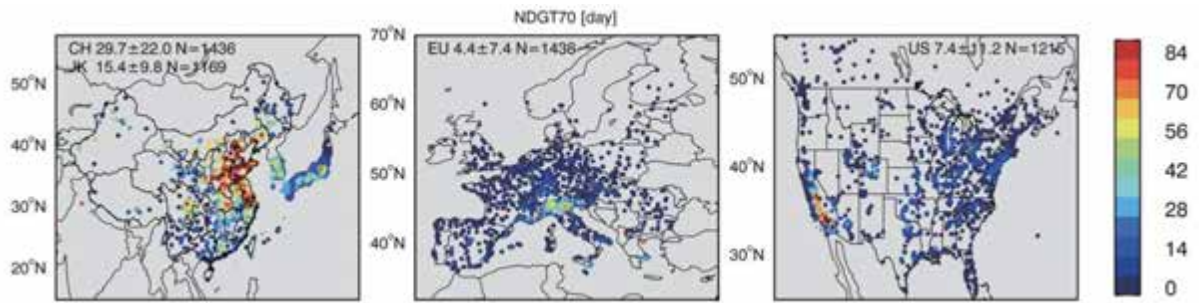 NDGT70 [day]
CH 29.7±22.0 N=1436
JK 15.4±9.8 N=1169
50°N
40°N
30°N
20°N
EU 4.4±7.4 N=1436
70°N
60°N
50°N
40°N
US 7.4±11.2 N=1215
50°N
40°N
30°N
84
70
56
42
28
14
0